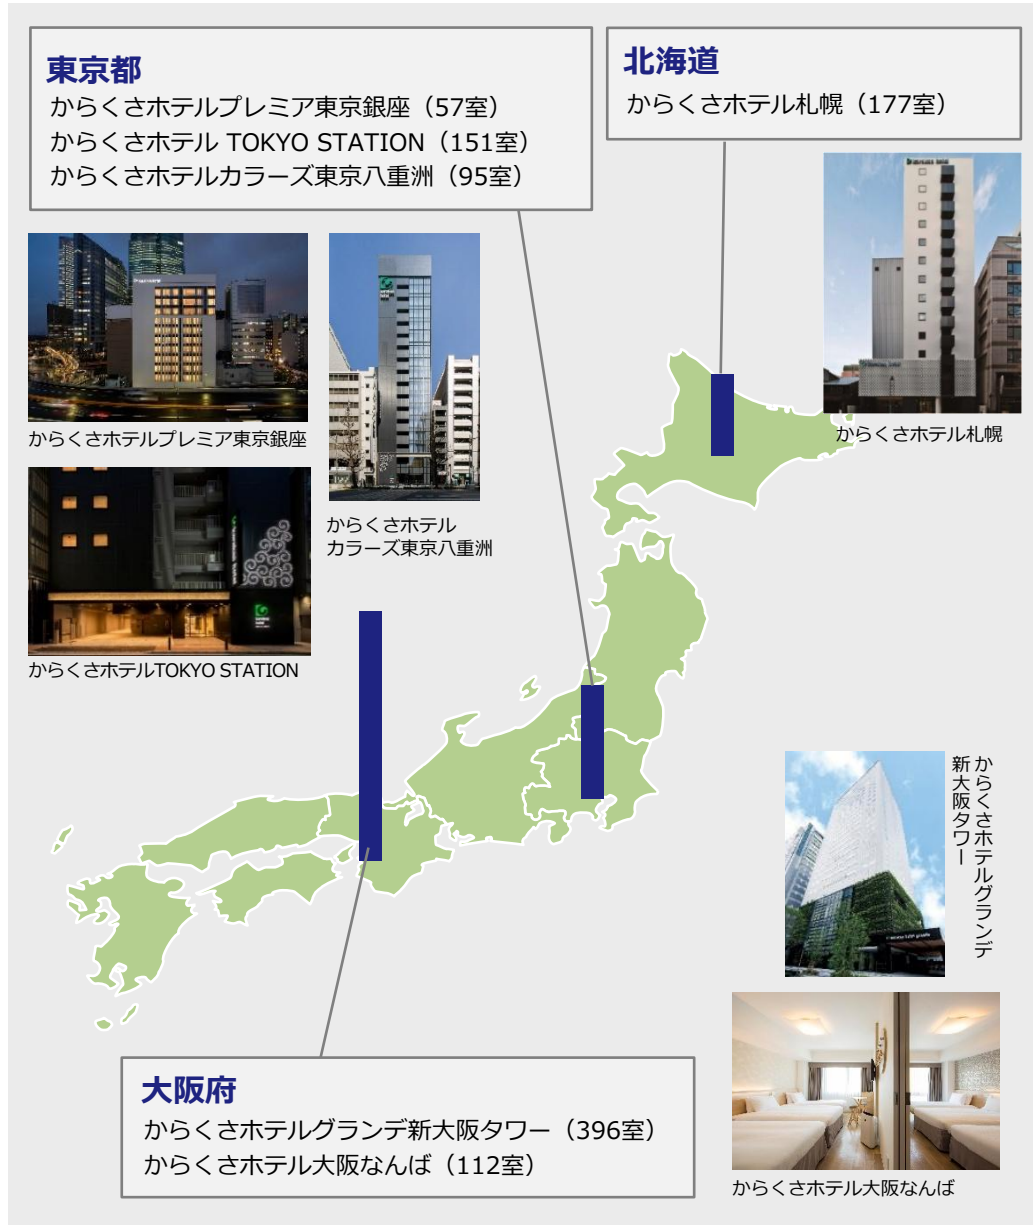 東京都
からくさホテルプレミア東京銀座（57室）
からくさホテル TOKYO STATION（151室）
からくさホテルカラーズ東京八重洲（95室）
北海道
からくさホテル札幌（177室）
からくさホテルプレミア東京銀座
からくさホテル
カラーズ東京八重洲
からくさホテル札幌
からくさホテルTOKYO STATION
からくさホテルグランデ
新大阪タワー
大阪府
からくさホテルグランデ新大阪タワー（396室）
からくさホテル大阪なんば（112室）
からくさホテル大阪なんば